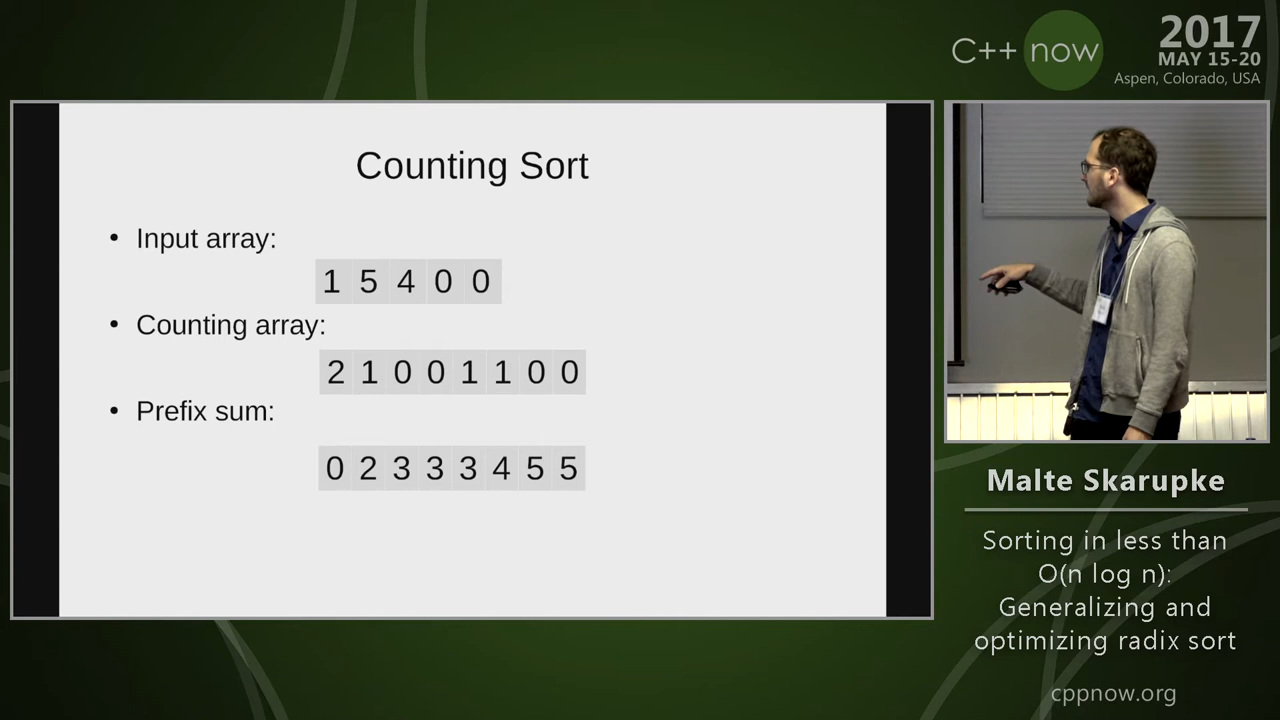 C++ now
2017
MAY 15-20
Aspen, Colorado, USA
Counting Sort
• Input array:
1 5 4 0 0
• Counting array:
2 1 0 0 1 1 0 0
• Prefix sum:
0 2 3 3 3 4 5 5
Malte Skarupke
Sorting in less than
O(n log n):
Generalizing and
optimizing radix sort
cppnow.org